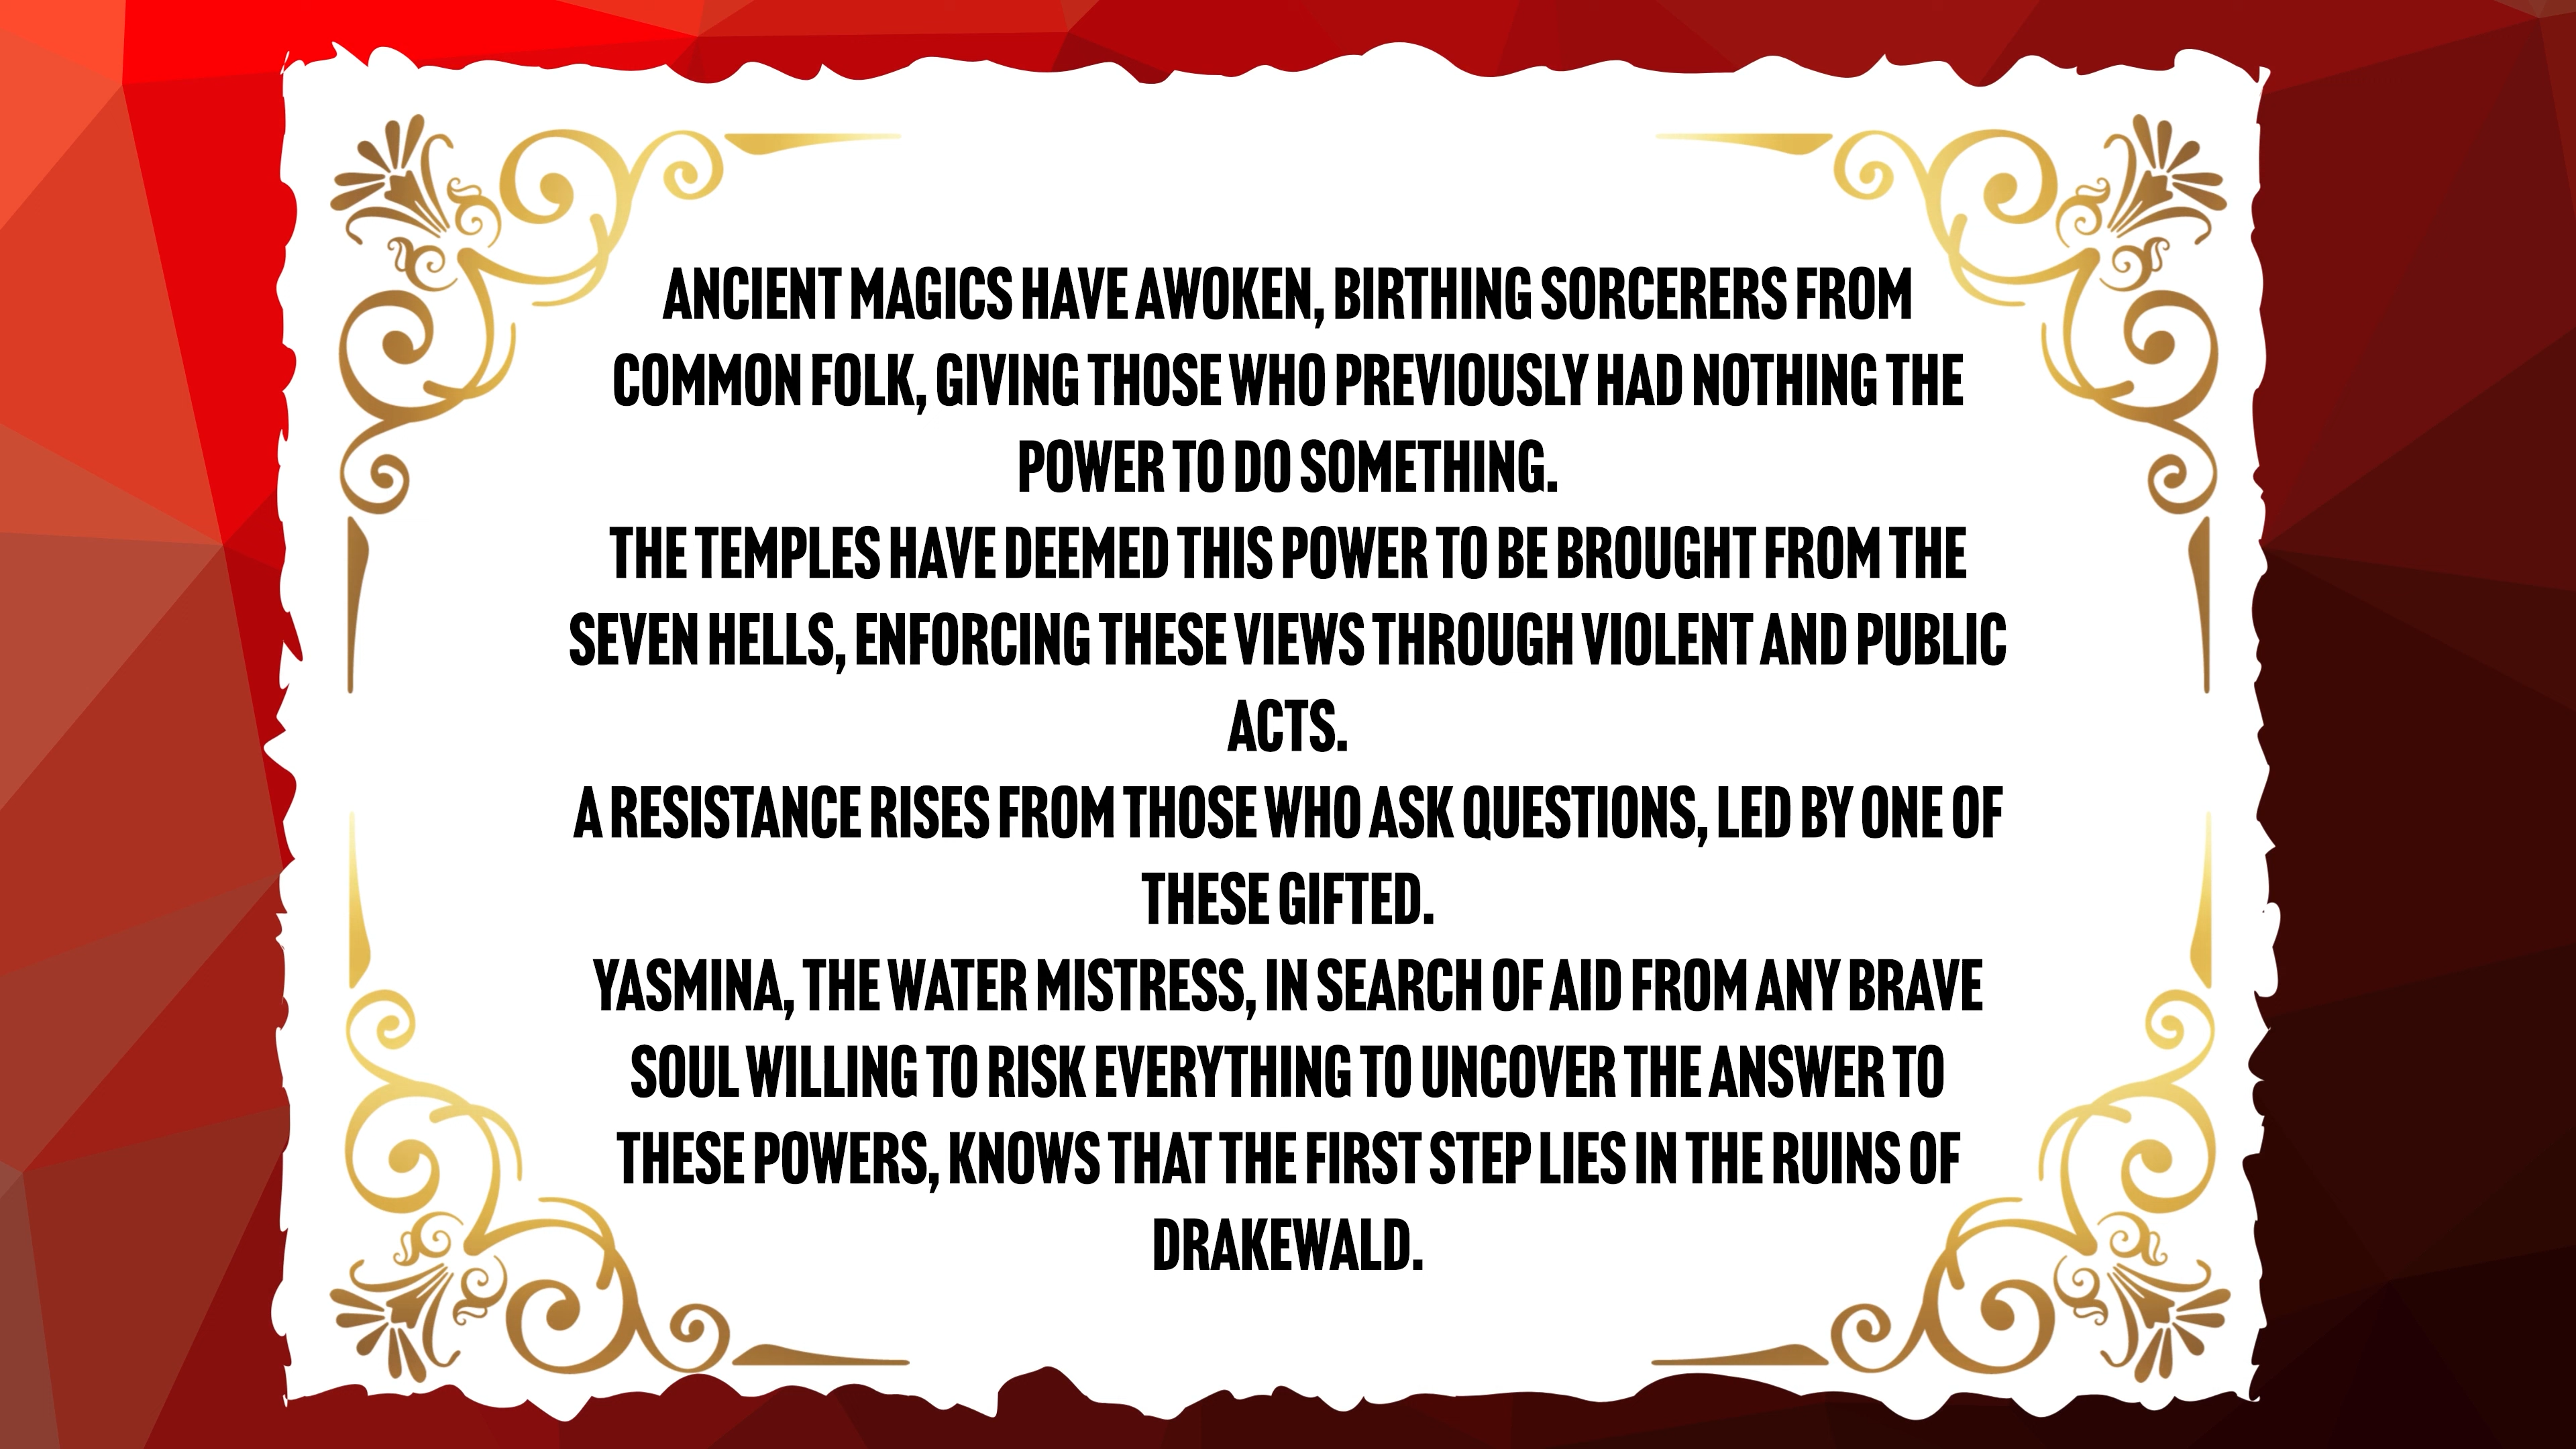 ANCIENT MAGICS HAVE AWOKEN, BIRTHING SORCERERS FROM
COMMON FOLK, GIVING THOSE WHO PREVIOUSLY HAD NOTHING THE
POWER TO DO SOMETHING.
THE TEMPLES HAVE DEEMED THIS POWER TO BE BROUGHT FROM THE
SEVEN HELLS, ENFORCING THESE VIEWS THROUGH VIOLENT AND PUBLIC
ACTS.
A RESISTANCE RISES FROM THOSE WHO ASK QUESTIONS, LED BY ONE OF
THESE GIFTED.
YASMINA, THE WATER MISTRESS, IN SEARCH OF AID FROM ANY BRAVE
SOUL WILLING TO RISK EVERYTHING TO UNCOVER THE ANSWER TO
THESE POWERS, KNOWS THAT THE FIRST STEP LIES IN THE RUINS OF
DRAKEWALD.